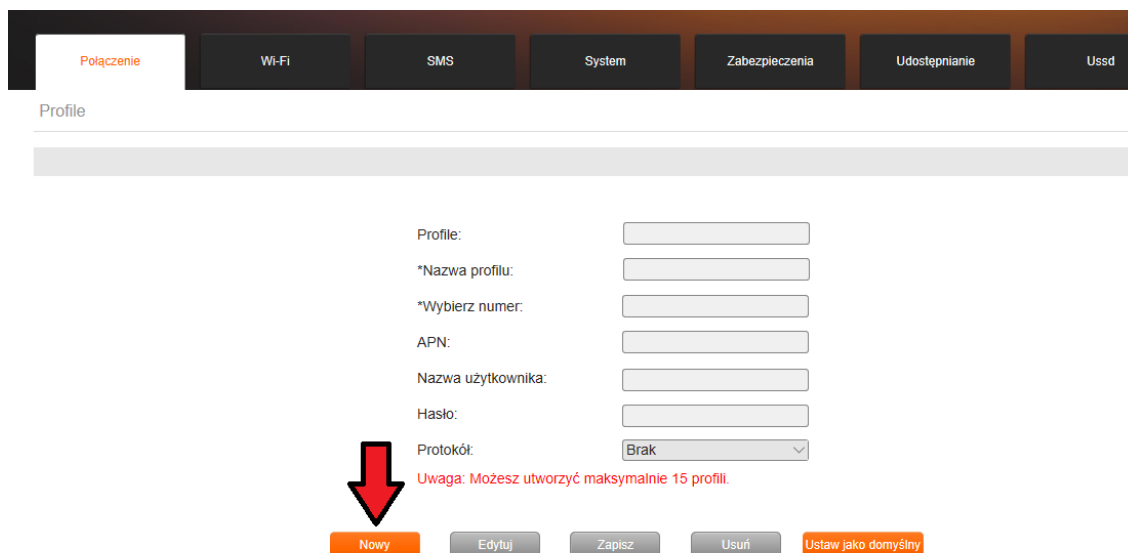 Połączenie Wi-Fi SMS System Zabezpieczenia Udostępnianie Ussd
Profile
Profile:
*Nazwa profilu:
*Wybierz numer:
APN:
Nazwa użytkownika:
Hasło:
Protokół: Brak
Uwaga: Możesz utworzyć maksymalnie 15 profili.
Nowy Edytuj Zapisz Usuń Ustaw jako domyślny